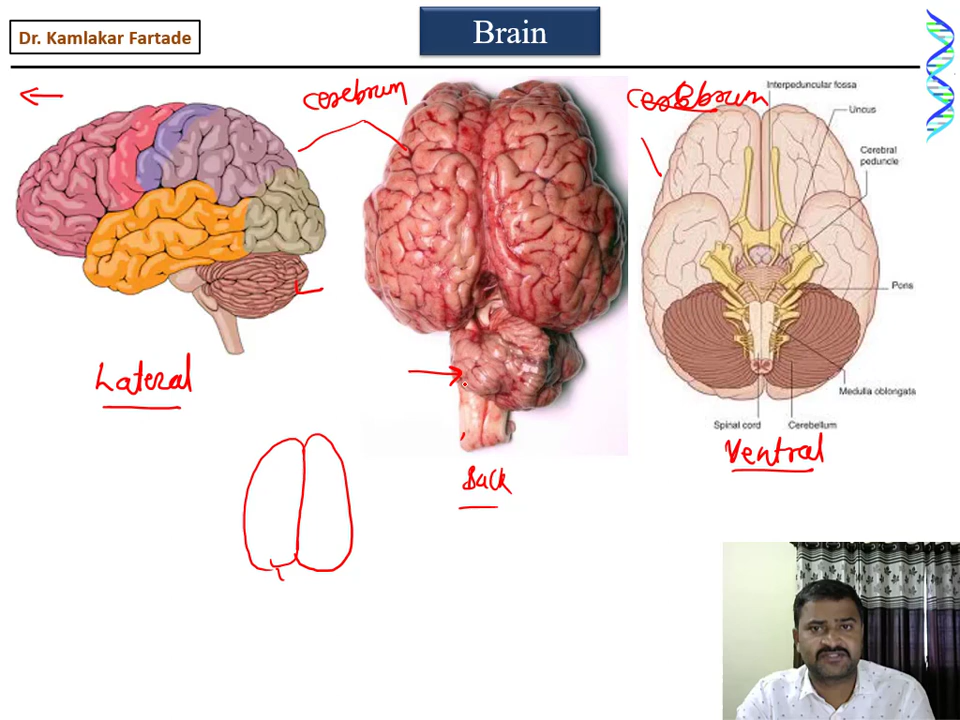 Dr. Kamlakar Fartade
Brain
cerebrum
cerebrum
Interpeduncular fossa
Uncus
Cerebral
peduncle
Pons
Medulla oblongata
Spinal cord
Cerebellum
Lateral
Back
Ventral